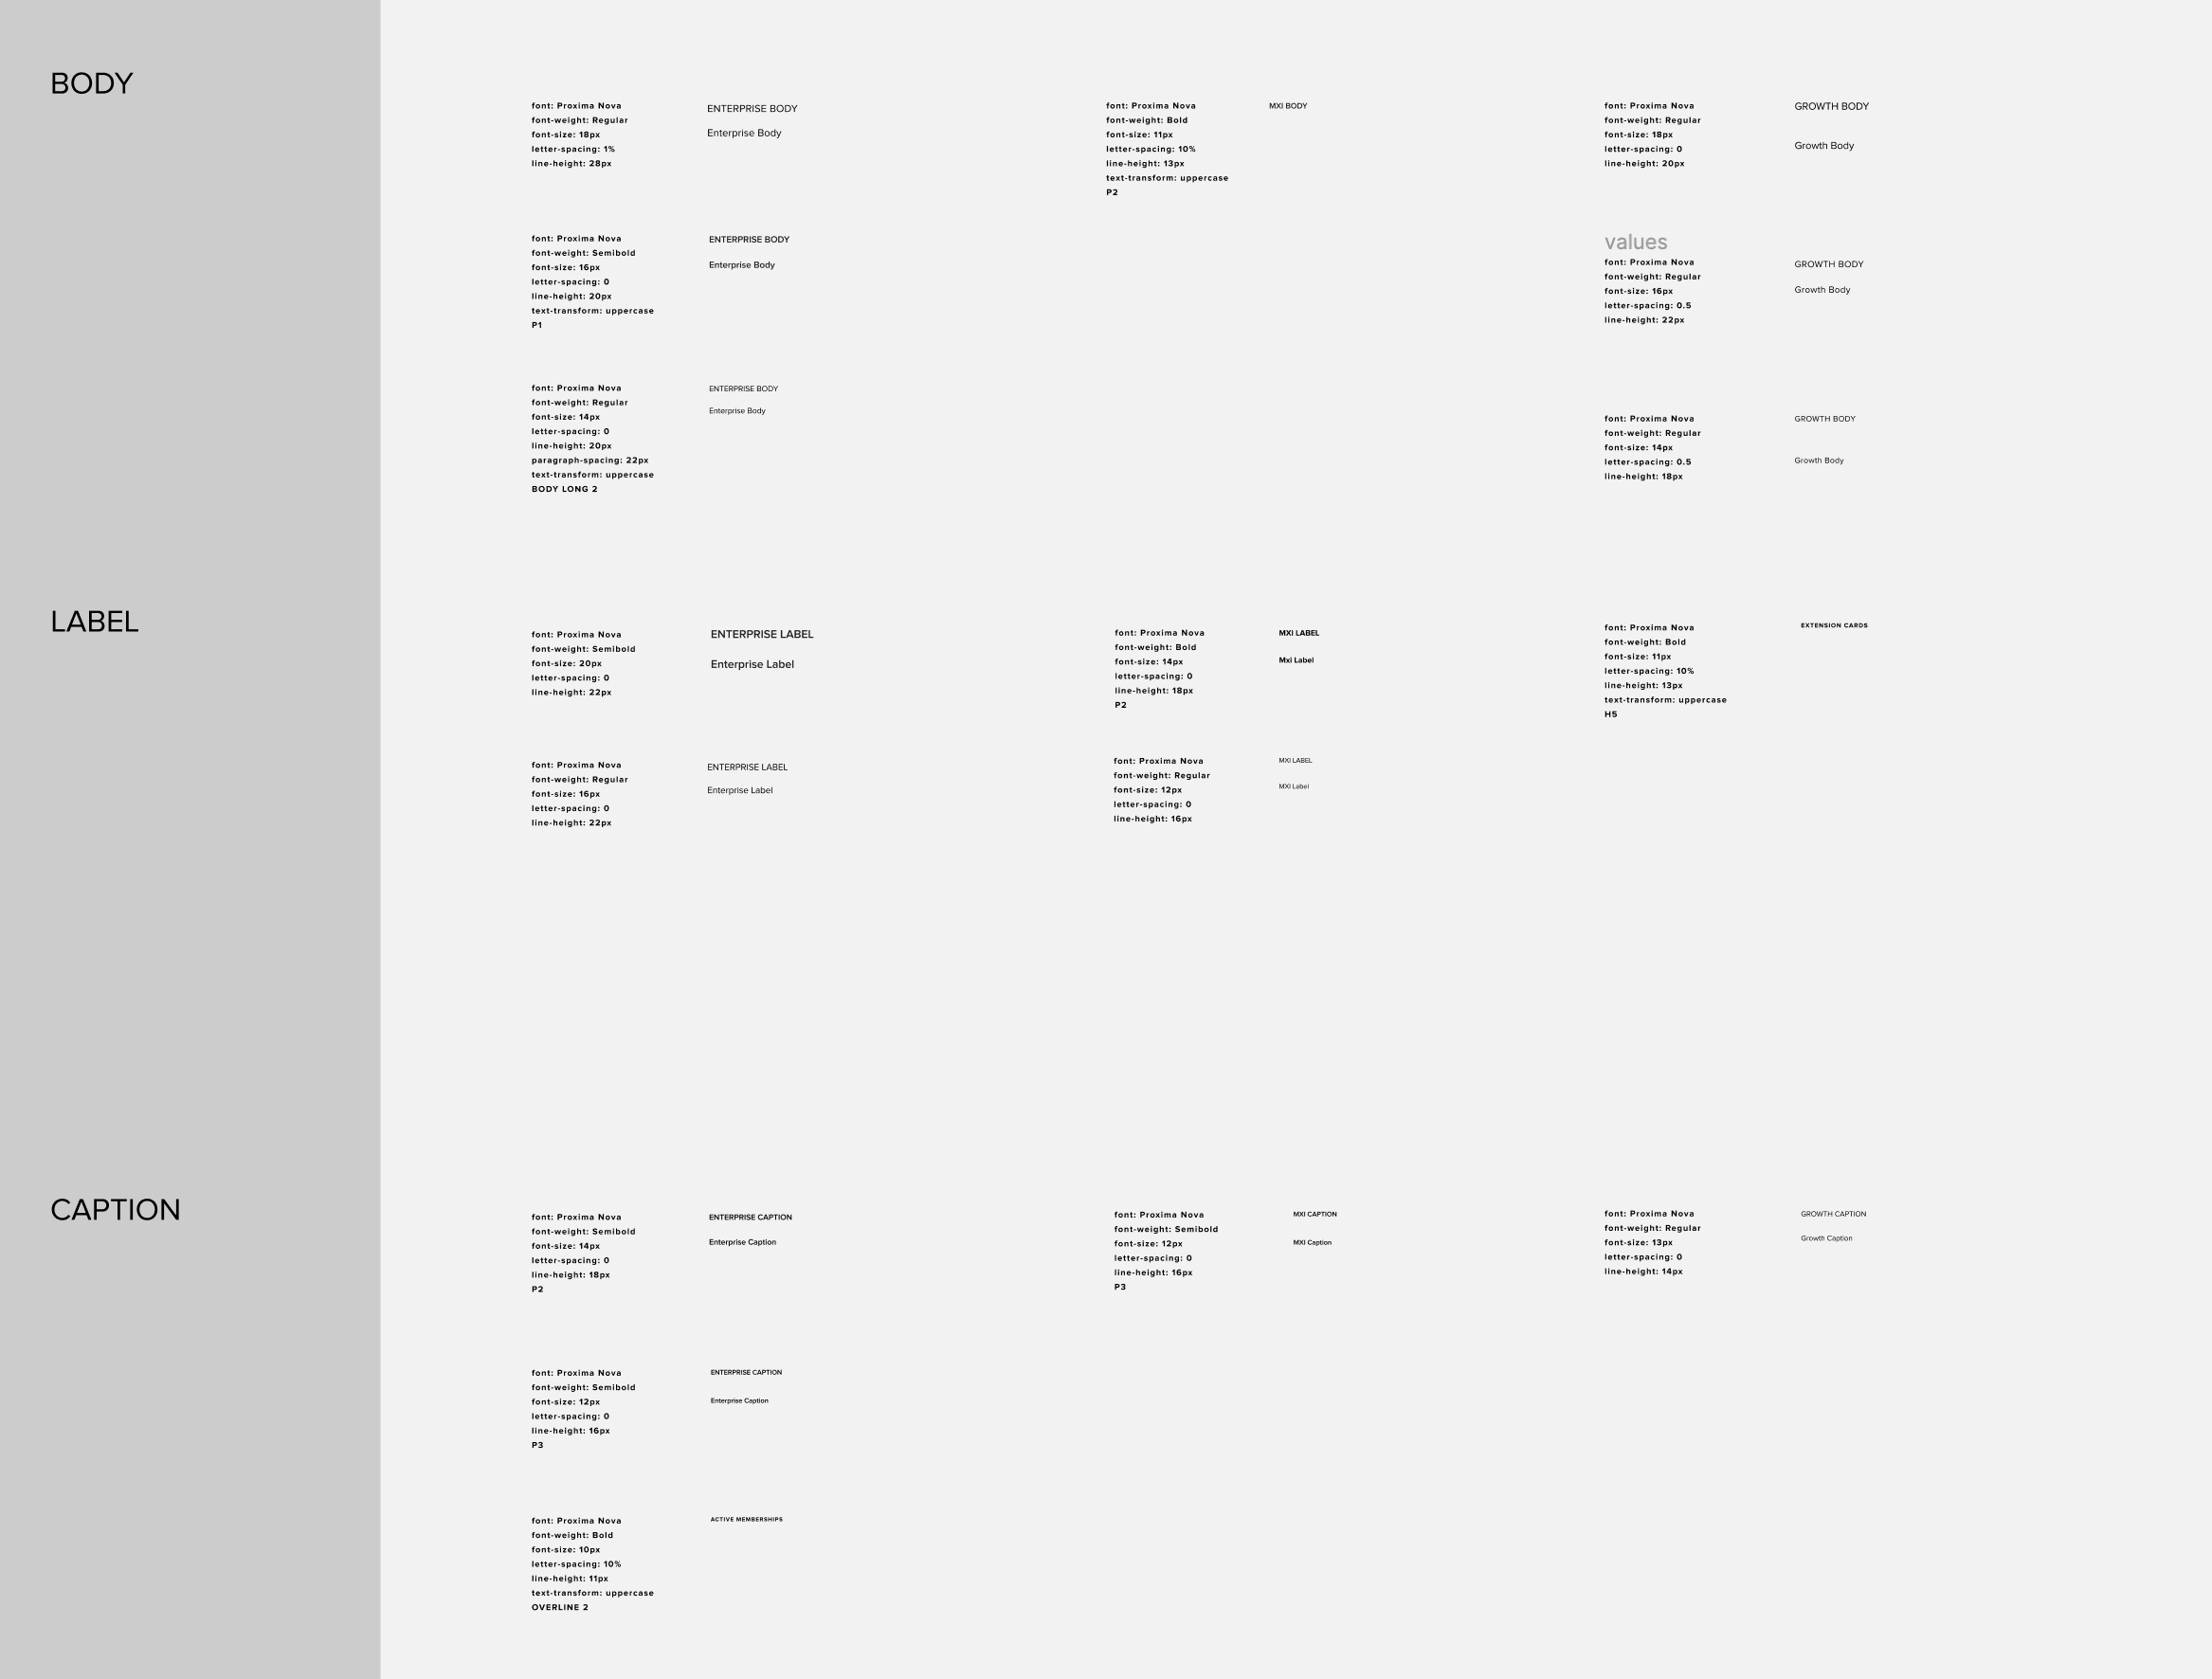 BODY
font: Proxima Nova
font-weight: Regular
font-size: 18px
letter-spacing: 1%
line-height: 28px
ENTERPRISE BODY
Enterprise Body
font: Proxima Nova
font-weight: Bold
font-size: 11px
letter-spacing: 10%
line-height: 13px
text-transform: uppercase
P2
MXI BODY
font: Proxima Nova
font-weight: Regular
font-size: 18px
letter-spacing: 0
line-height: 20px
GROWTH BODY
Growth Body
font: Proxima Nova
font-weight: Semibold
font-size: 16px
letter-spacing: 0
line-height: 20px
text-transform: uppercase
P1
ENTERPRISE BODY
Enterprise Body
values
font: Proxima Nova
font-weight: Regular
font-size: 16px
letter-spacing: 0.5
line-height: 22px
GROWTH BODY
Growth Body
font: Proxima Nova
font-weight: Regular
font-size: 14px
letter-spacing: 0
line-height: 20px
paragraph-spacing: 22px
text-transform: uppercase
BODY LONG 2
ENTERPRISE BODY
Enterprise Body
font: Proxima Nova
font-weight: Regular
font-size: 14px
letter-spacing: 0.5
line-height: 18px
GROWTH BODY
Growth Body
LABEL
font: Proxima Nova
font-weight: Semibold
font-size: 20px
letter-spacing: 0
line-height: 22px
ENTERPRISE LABEL
Enterprise Label
font: Proxima Nova
font-weight: Bold
font-size: 14px
letter-spacing: 0
line-height: 18px
P2
MXI LABEL
Mxi Label
font: Proxima Nova
font-weight: Bold
font-size: 11px
letter-spacing: 10%
line-height: 13px
text-transform: uppercase
H5
EXTENSION CARDS
font: Proxima Nova
font-weight: Regular
font-size: 16px
letter-spacing: 0
line-height: 22px
ENTERPRISE LABEL
Enterprise Label
font: Proxima Nova
font-weight: Regular
font-size: 12px
letter-spacing: 0
line-height: 16px
MXI LABEL
MXI Label
CAPTION
font: Proxima Nova
font-weight: Semibold
font-size: 14px
letter-spacing: 0
line-height: 18px
P2
ENTERPRISE CAPTION
Enterprise Caption
font: Proxima Nova
font-weight: Semibold
font-size: 12px
letter-spacing: 0
line-height: 16px
P3
MXI CAPTION
MXI Caption
font: Proxima Nova
font-weight: Regular
font-size: 13px
letter-spacing: 0
line-height: 14px
GROWTH CAPTION
Growth Caption
font: Proxima Nova
font-weight: Semibold
font-size: 12px
letter-spacing: 0
line-height: 16px
P3
ENTERPRISE CAPTION
Enterprise Caption
font: Proxima Nova
font-weight: Bold
font-size: 10px
letter-spacing: 10%
line-height: 11px
text-transform: uppercase
OVERLINE 2
ACTIVE MEMBERSHIPS